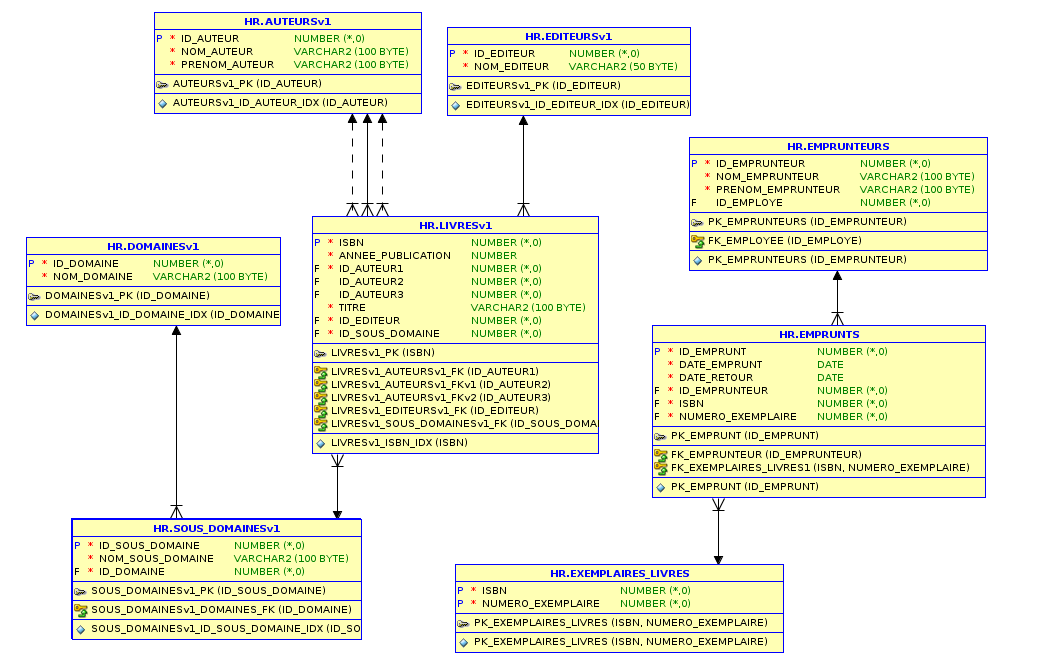 HR.AUTEURSv1
P * ID_AUTEUR NUMBER (*,0)
* NOM_AUTEUR VARCHAR2 (100 BYTE)
* PRENOM_AUTEUR VARCHAR2 (100 BYTE)
AUTEURSv1_PK (ID_AUTEUR)
AUTEURSv1_ID_AUTEUR_IDX (ID_AUTEUR)
HR.EDITEURSv1
P * ID_EDITEUR NUMBER (*,0)
* NOM_EDITEUR VARCHAR2 (50 BYTE)
EDITEURSv1_PK (ID_EDITEUR)
EDITEURSv1_ID_EDITEUR_IDX (ID_EDITEUR)
HR.EMPRUNTEURS
P * ID_EMPRUNTEUR NUMBER (*,0)
* NOM_EMPRUNTEUR VARCHAR2 (100 BYTE)
* PRENOM_EMPRUNTEUR VARCHAR2 (100 BYTE)
F ID_EMPLOYE NUMBER (*,0)
PK_EMPRUNTEURS (ID_EMPRUNTEUR)
FK_EMPLOYEE (ID_EMPLOYE)
PK_EMPRUNTEURS (ID_EMPRUNTEUR)
HR.DOMAINESv1
P * ID_DOMAINE NUMBER (*,0)
* NOM_DOMAINE VARCHAR2 (100 BYTE)
DOMAINESv1_PK (ID_DOMAINE)
DOMAINESv1_ID_DOMAINE_IDX (ID_DOMAINE
HR.LIVRESv1
P * ISBN NUMBER (*,0)
* ANNEE_PUBLICATION NUMBER
F * ID_AUTEUR1 NUMBER (*,0)
F ID_AUTEUR2 NUMBER (*,0)
F ID_AUTEUR3 NUMBER (*,0)
* TITRE VARCHAR2 (100 BYTE)
F * ID_EDITEUR NUMBER (*,0)
F * ID_SOUS_DOMAINE NUMBER (*,0)
LIVRESv1_PK (ISBN)
LIVRESv1_AUTEURSv1_FK (ID_AUTEUR1)
LIVRESv1_AUTEURSv1_FKv1 (ID_AUTEUR2)
LIVRESv1_AUTEURSv1_FKv2 (ID_AUTEUR3)
LIVRESv1_EDITEURSv1_FK (ID_EDITEUR)
LIVRESv1_SOUS_DOMAINESv1_FK (ID_SOUS_DOMA
LIVRESv1_ISBN_IDX (ISBN)
HR.EMPRUNTS
P * ID_EMPRUNT NUMBER (*,0)
* DATE_EMPRUNT DATE
* DATE_RETOUR DATE
F * ID_EMPRUNTEUR NUMBER (*,0)
F * ISBN NUMBER (*,0)
F * NUMERO_EXEMPLAIRE NUMBER (*,0)
PK_EMPRUNT (ID_EMPRUNT)
FK_EMPRUNTEUR (ID_EMPRUNTEUR)
FK_EXEMPLAIRES_LIVRES1 (ISBN, NUMERO_EXEMPLAIRE)
PK_EMPRUNT (ID_EMPRUNT)
HR.SOUS_DOMAINESv1
P * ID_SOUS_DOMAINE NUMBER (*,0)
* NOM_SOUS_DOMAINE VARCHAR2 (100 BYTE)
F * ID_DOMAINE NUMBER (*,0)
SOUS_DOMAINESv1_PK (ID_SOUS_DOMAINE)
SOUS_DOMAINESv1_DOMAINES_FK (ID_DOMAINE)
SOUS_DOMAINESv1_ID_SOUS_DOMAINE_IDX (ID_SO
HR.EXEMPLAIRES_LIVRES
P * ISBN NUMBER (*,0)
P * NUMERO_EXEMPLAIRE NUMBER (*,0)
PK_EXEMPLAIRES_LIVRES (ISBN, NUMERO_EXEMPLAIRE)
PK_EXEMPLAIRES_LIVRES (ISBN, NUMERO_EXEMPLAIRE)